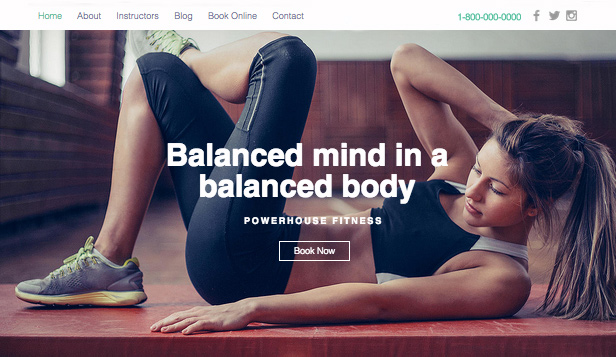 Home About Instructors Blog Book Online Contact 1-800-000-0000
Balanced mind in a
balanced body
POWERHOUSE FITNESS
Book Now